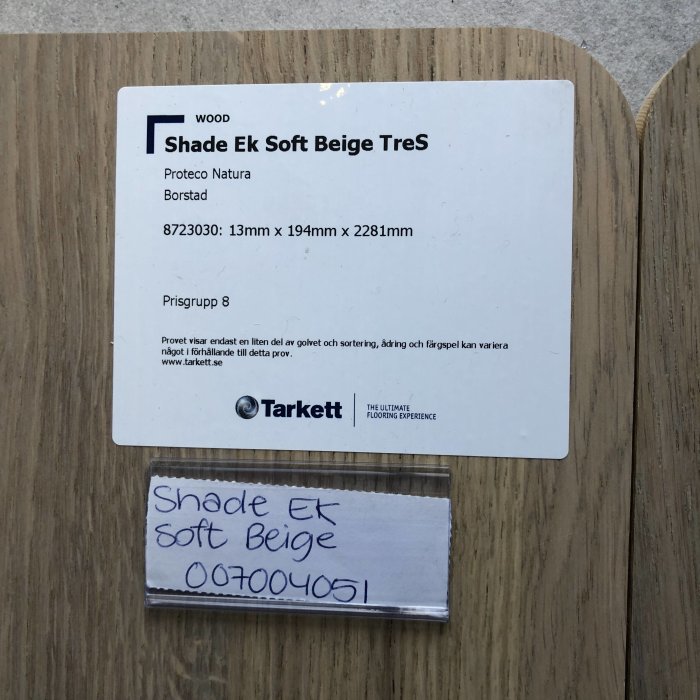 WOOD
Shade Ek Soft Beige TreS
Proteco Natura
Borstad
8723030: 13mm x 194mm x 2281mm
Prisgrupp 8
Provet visar endast en liten del av golvet och sortering, ådring och färgspel kan variera
något i förhållande till detta prov.
www.tarkett.se
Tarkett
THE ULTIMATE
FLOORING EXPERIENCE
Shade Ek
Soft Beige
007004051